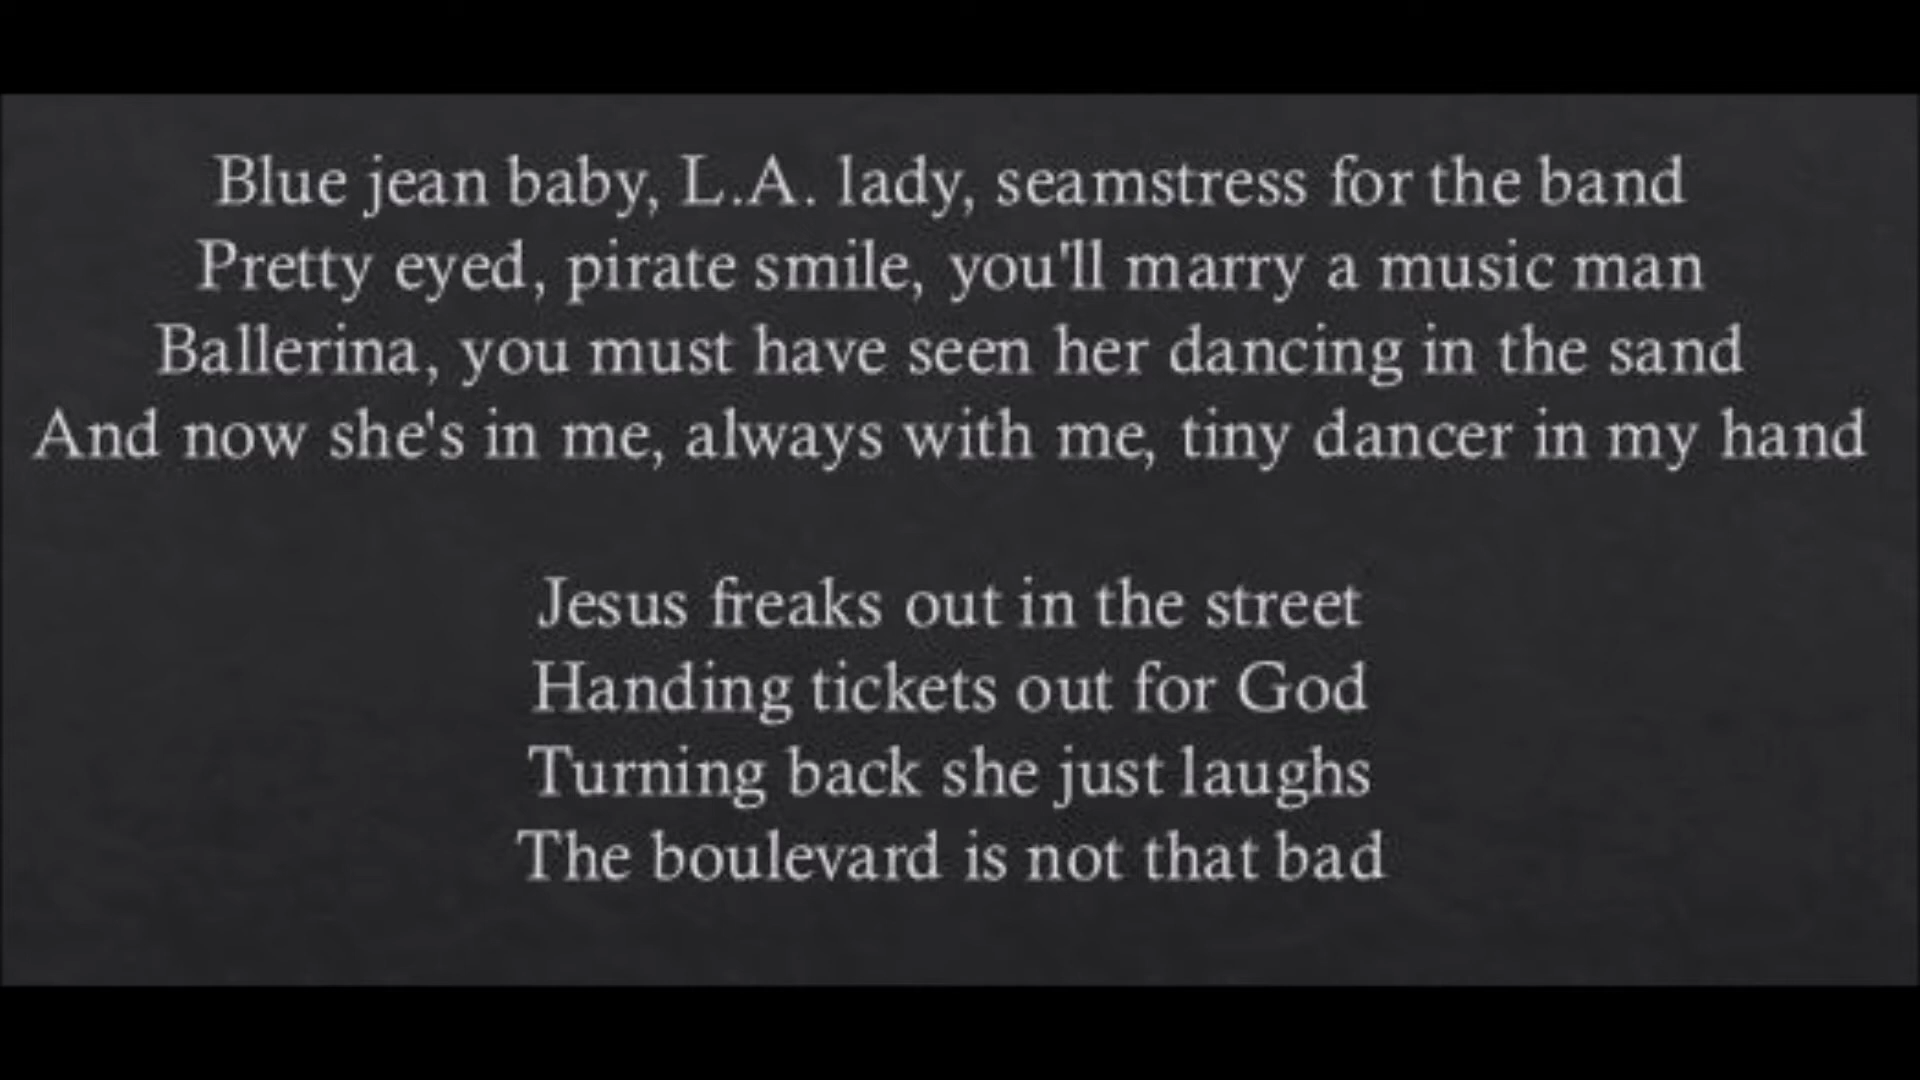 Blue jean baby, L.A. lady, seamstress for the band
Pretty eyed, pirate smile, you'll marry a music man
Ballerina, you must have seen her dancing in the sand
And now she's in me, always with me, tiny dancer in my hand
Jesus freaks out in the street
Handing tickets out for God
Turning back she just laughs
The boulevard is not that bad